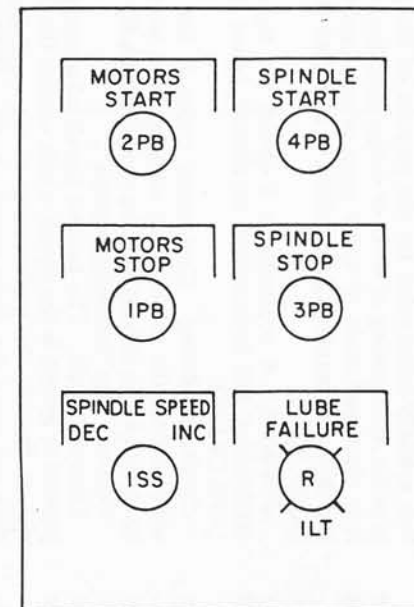 MOTORS
START
2PB
SPINDLE
START
4PB
MOTORS
STOP
1PB
SPINDLE
STOP
3PB
SPINDLE SPEED
DEC INC
1SS
LUBE
FAILURE
R
1LT